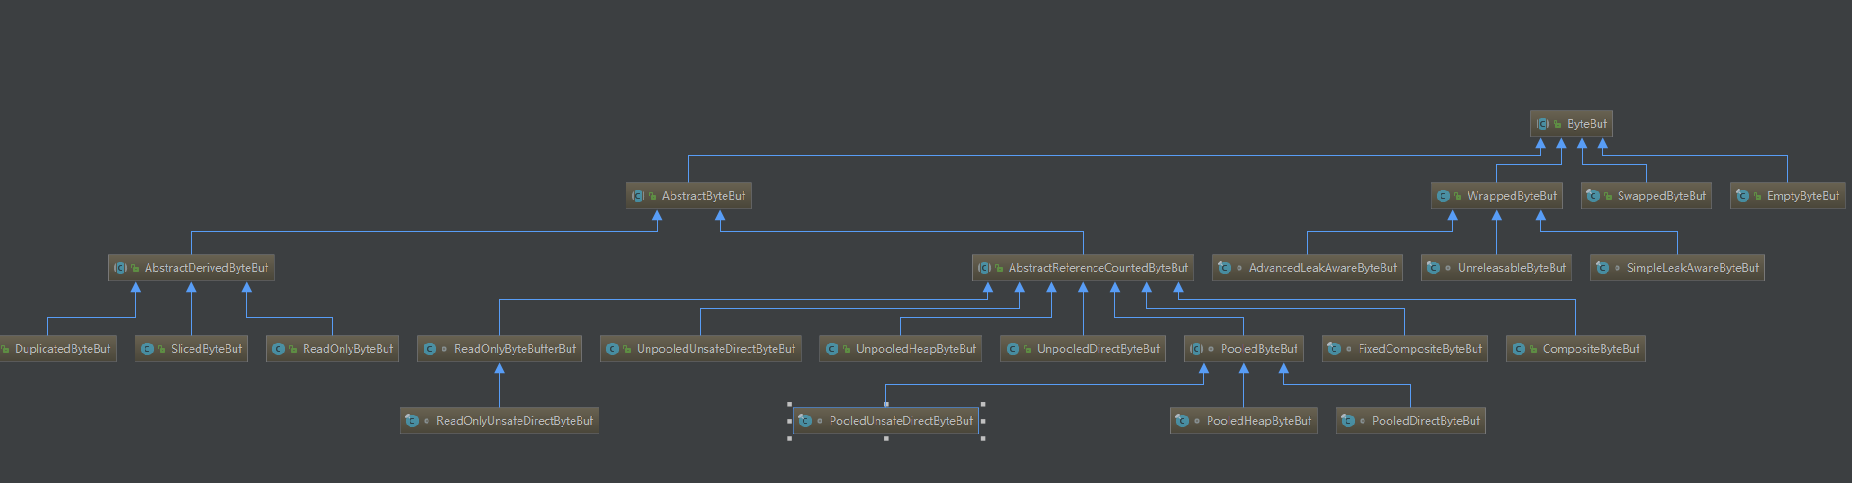 ByteBuf
AbstractByteBuf
WrappedByteBuf
SwappedByteBuf
EmptyByteBuf
AbstractDerivedByteBuf
AbstractReferenceCountedByteBuf
AdvancedLeakAwareByteBuf
UnreleasableByteBuf
SimpleLeakAwareByteBuf
DuplicatedByteBuf
SlicedByteBuf
ReadOnlyByteBuf
ReadOnlyByteBufferBuf
UnpooledUnsafeDirectByteBuf
UnpooledHeapByteBuf
UnpooledDirectByteBuf
PooledByteBuf
FixedCompositeByteBuf
CompositeByteBuf
ReadOnlyUnsafeDirectByteBuf
PooledUnsafeDirectByteBuf
PooledHeapByteBuf
PooledDirectByteBuf